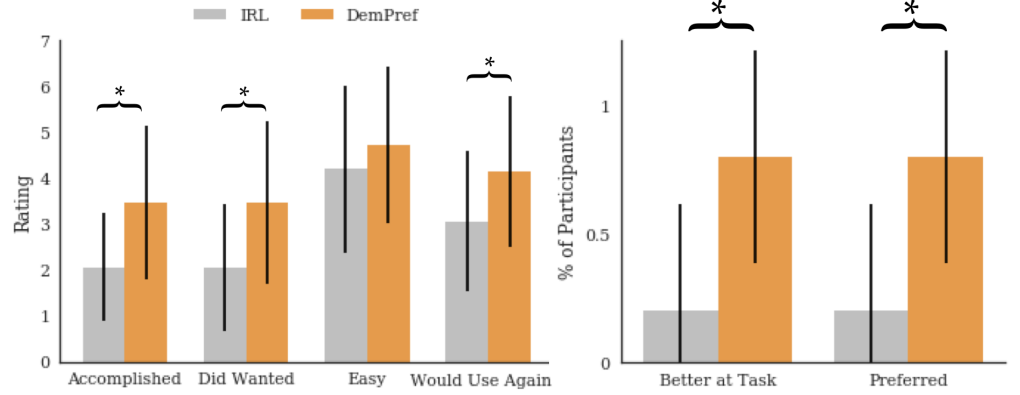 IRL DemPref
* * * * *
7
6
5
4
3
2
1
0
Rating
Accomplished Did Wanted Easy Would Use Again
1
0.5
0
% of Participants
Better at Task Preferred